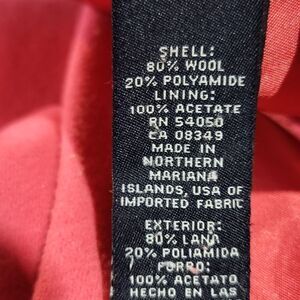 SHELL:
80% WOOL
20% POLYAMIDE
LINING:
100% ACETATE
RN 54050
CA 08349
MADE IN
NORTHERN
MARIANA
ISLANDS, USA OF
IMPORTED FABRIC
EXTERIOR:
80% LANA
20% POLIAMIDA
FORRO:
100% ACETATO
HECHO EN LAS